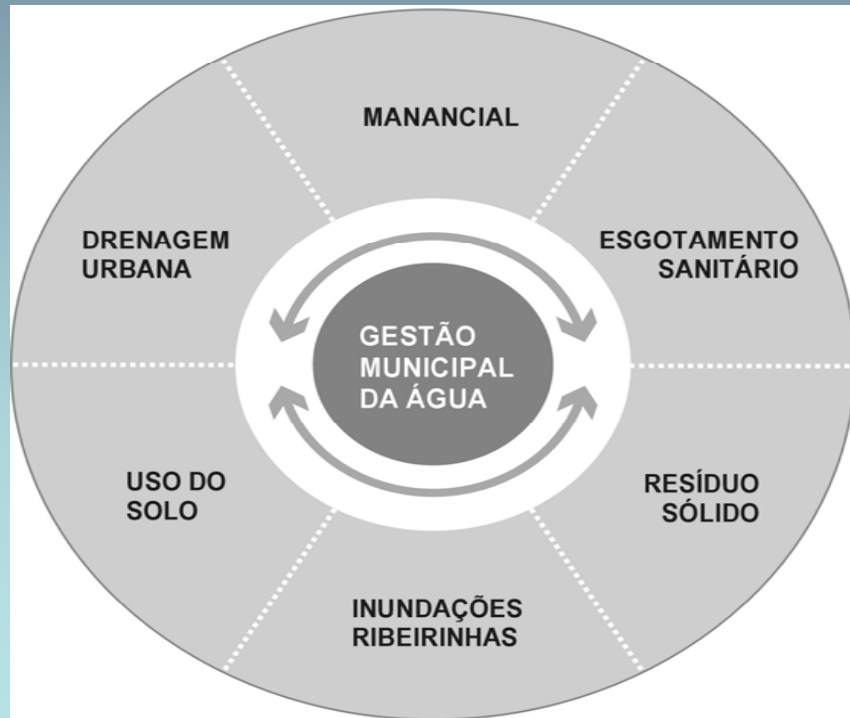 MANANCIAL
DRENAGEM
URBANA
ESGOTAMENTO
SANITÁRIO
GESTÃO
MUNICIPAL
DA ÁGUA
USO DO
SOLO
RESÍDUO
SÓLIDO
INUNDAÇÕES
RIBEIRINHAS